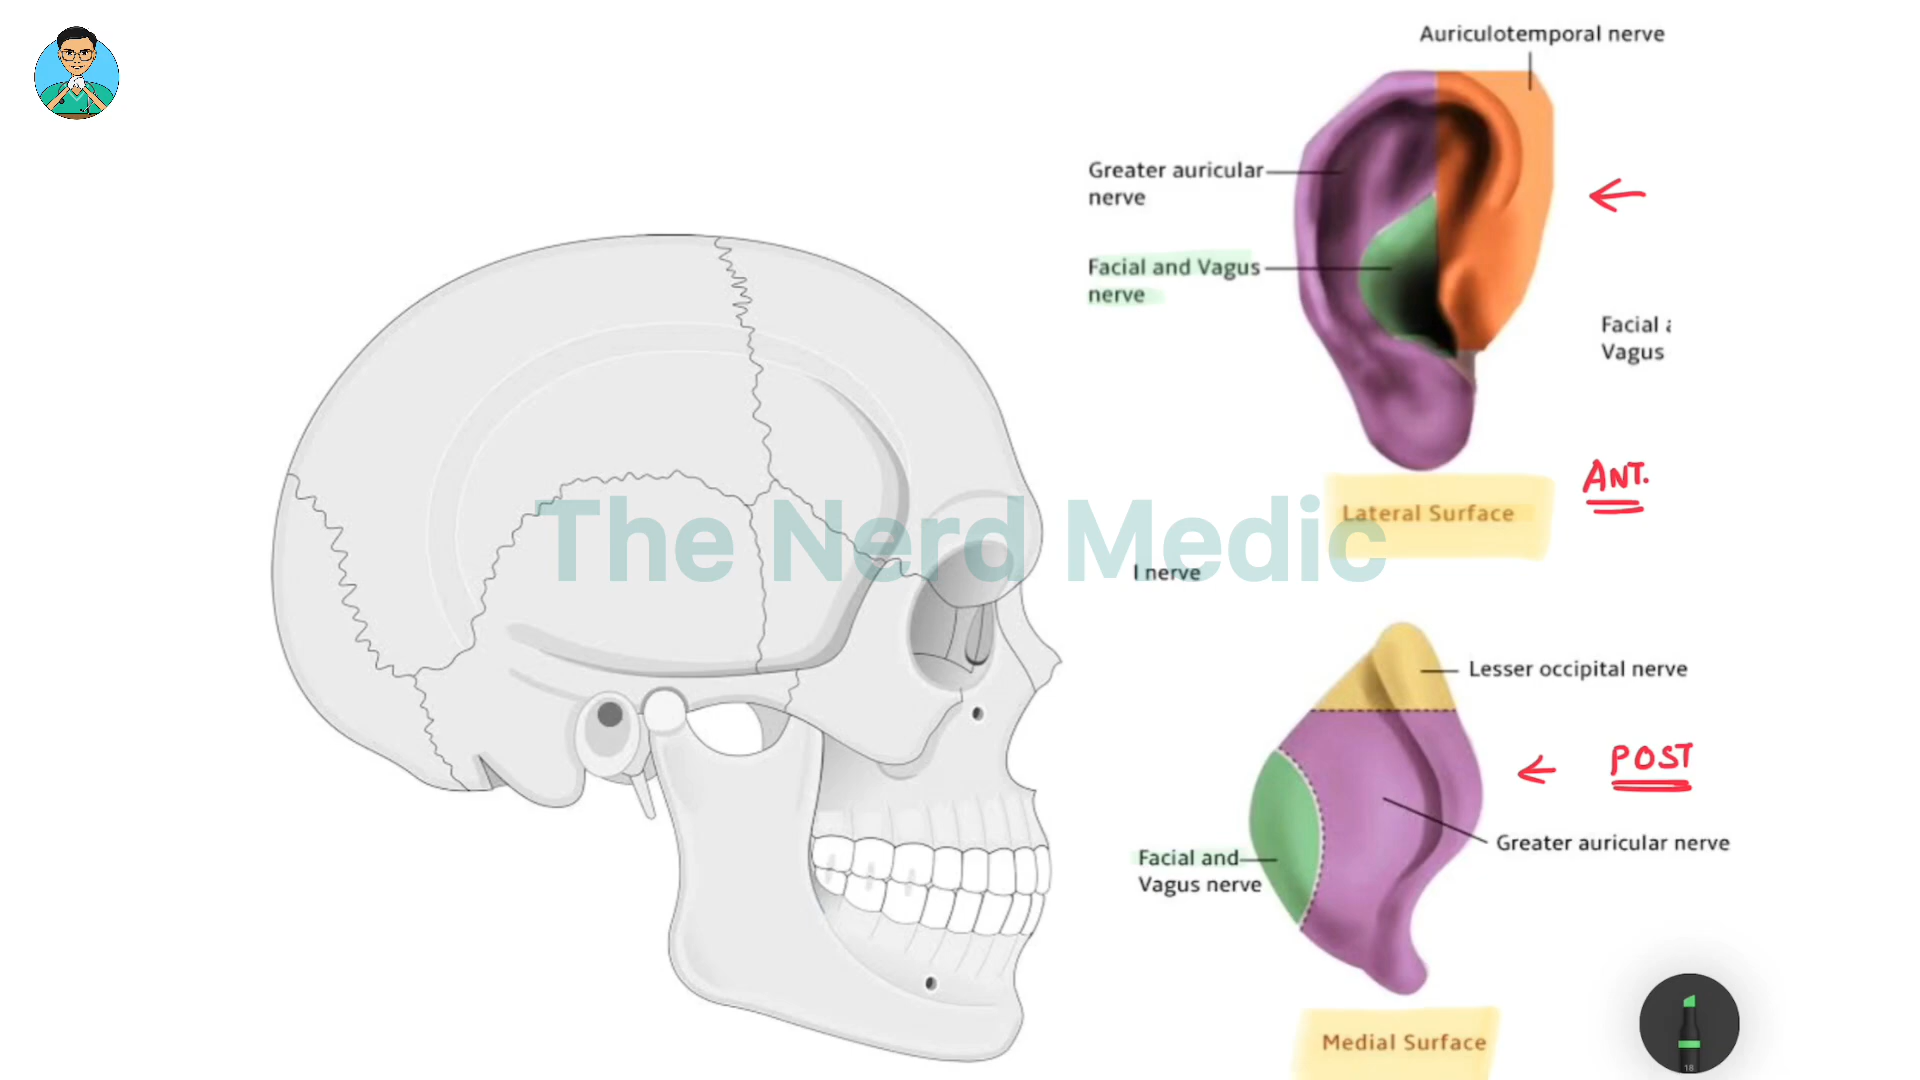 Auriculotemporal nerve
Greater auricular
nerve
Facial and Vagus
nerve
Facial
Vagus
ANT.
Lateral Surface
The Nerd Medic
l nerve
Lesser occipital nerve
POST
Greater auricular nerve
Facial and
Vagus nerve
Medial Surface
18